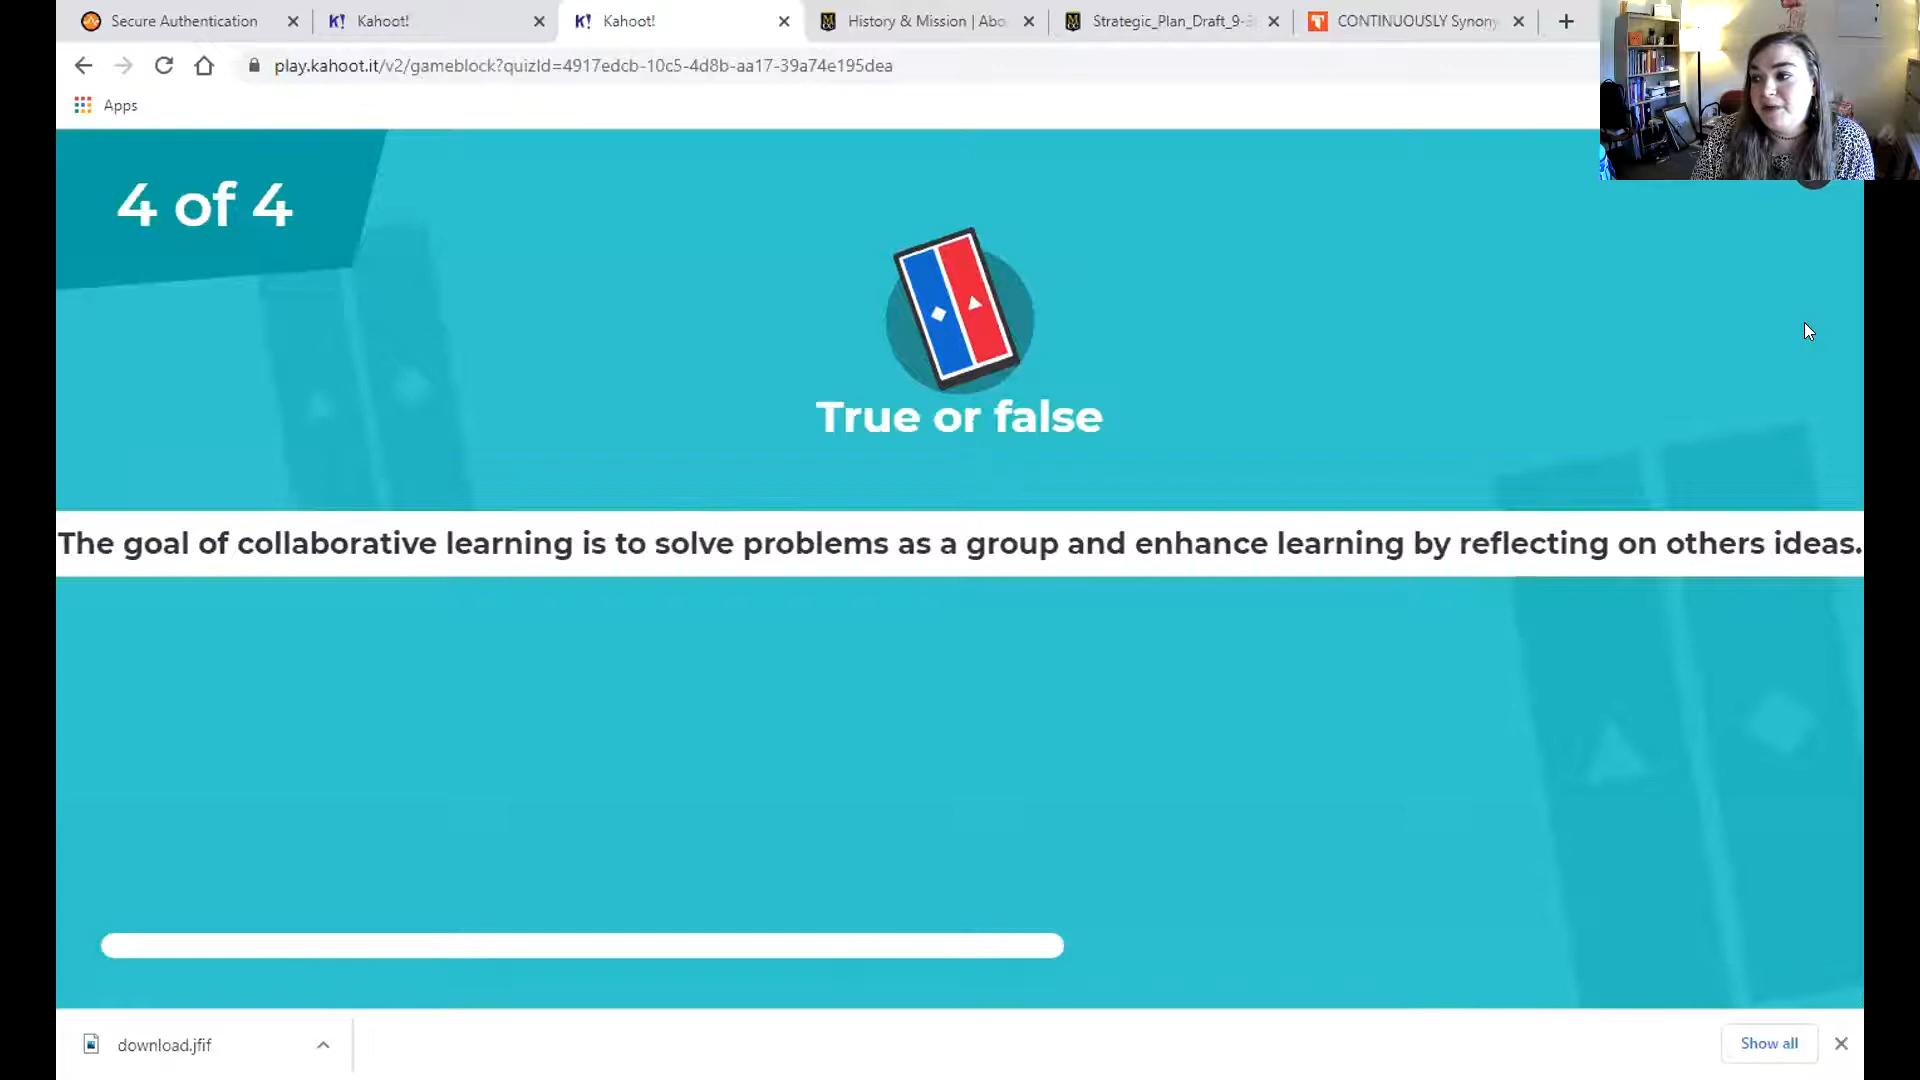 Secure Authentication
Kahoot!
Kahoot!
History & Mission | Abo
Strategic_Plan_Draft_9-3
CONTINUOUSLY Synony
play.kahoot.it/v2/gameblock?quizId=4917edcb-10c5-4d8b-aa17-39a74e195dea
Apps
4 of 4
True or false
The goal of collaborative learning is to solve problems as a group and enhance learning by reflecting on others ideas.
download.jfif
Show all